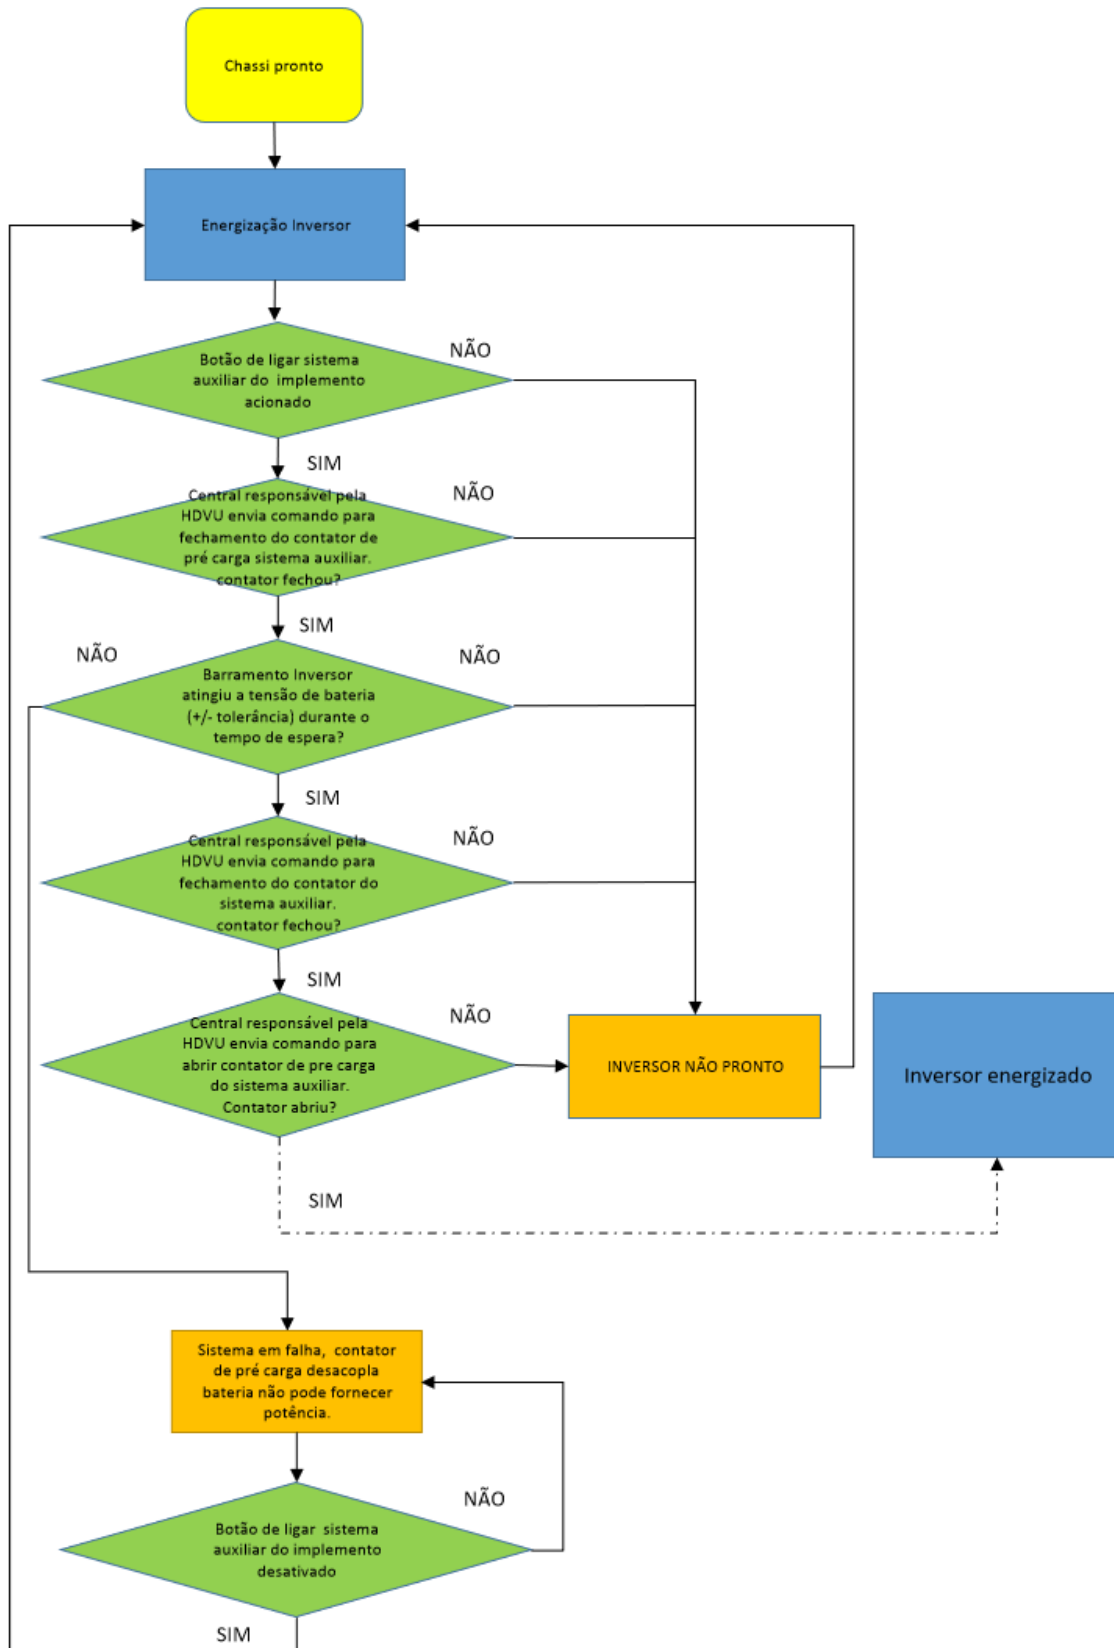 Chassi pronto
Energização Inversor
NÃO
Botão de ligar sistema
auxiliar do implemento
acionado
SIM
NÃO
Central responsável pela
HDVU envia comando para
fechamento do contator de
pré carga sistema auxiliar.
contator fechou?
SIM
NÃO
NÃO
Barramento Inversor
atingiu a tensão de bateria
(+/- tolerância) durante o
tempo de espera?
SIM
NÃO
Central responsável pela
HDVU envia comando para
fechamento do contator do
sistema auxiliar.
contator fechou?
SIM
NÃO
Central responsável pela
HDVU envia comando para
abrir contator de pre carga
do sistema auxiliar.
Contator abriu?
INVERSOR NÃO PRONTO
Inversor energizado
SIM
Sistema em falha, contator
de pré carga desacopla
bateria não pode fornecer
potência.
NÃO
Botão de ligar sistema
auxiliar do implemento
desativado
SIM